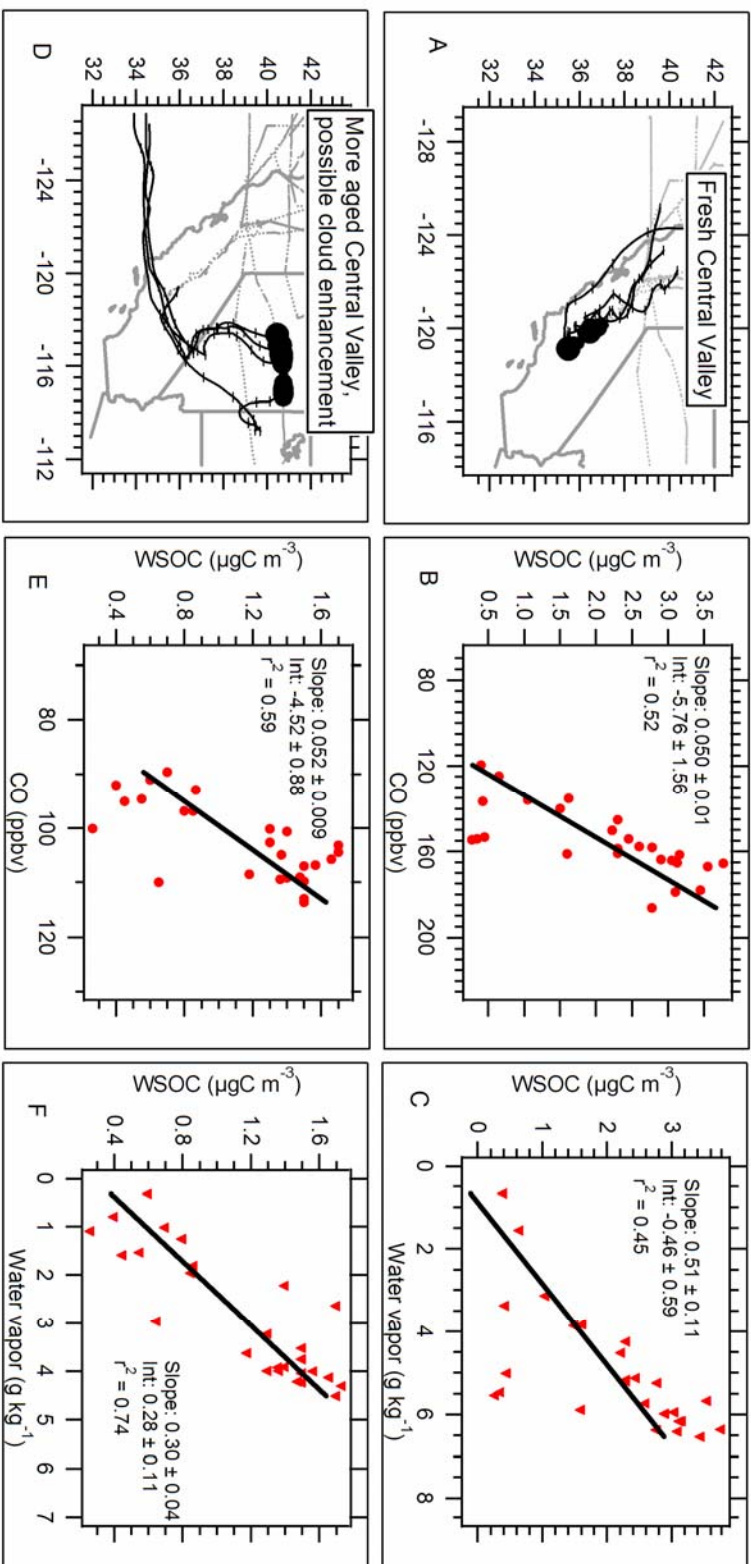 A
Fresh Central Valley
42
40
38
36
34
32
-128
-124
-120
-116
B
WSOC (µgC m-3)
3.5
3.0
2.5
2.0
1.5
1.0
0.5
Slope: 0.050 ± 0.01
Int: -5.76 ± 1.56
r2 = 0.52
80
120
160
200
CO (ppbv)
C
WSOC (µgC m-3)
3
2
1
0
Slope: 0.51 ± 0.11
Int: -0.46 ± 0.59
r2 = 0.45
0
2
4
6
8
Water vapor (g kg-1)
D
More aged Central Valley,
possible cloud enhancement
42
40
38
36
34
32
-124
-120
-116
-112
E
WSOC (µgC m-3)
1.6
1.2
0.8
0.4
Slope: 0.052 ± 0.009
Int: -4.52 ± 0.88
r2 = 0.59
80
100
120
CO (ppbv)
F
WSOC (µgC m-3)
1.6
1.2
0.8
0.4
Slope: 0.30 ± 0.04
Int: 0.28 ± 0.11
r2 = 0.74
0
1
2
3
4
5
6
7
Water vapor (g kg-1)